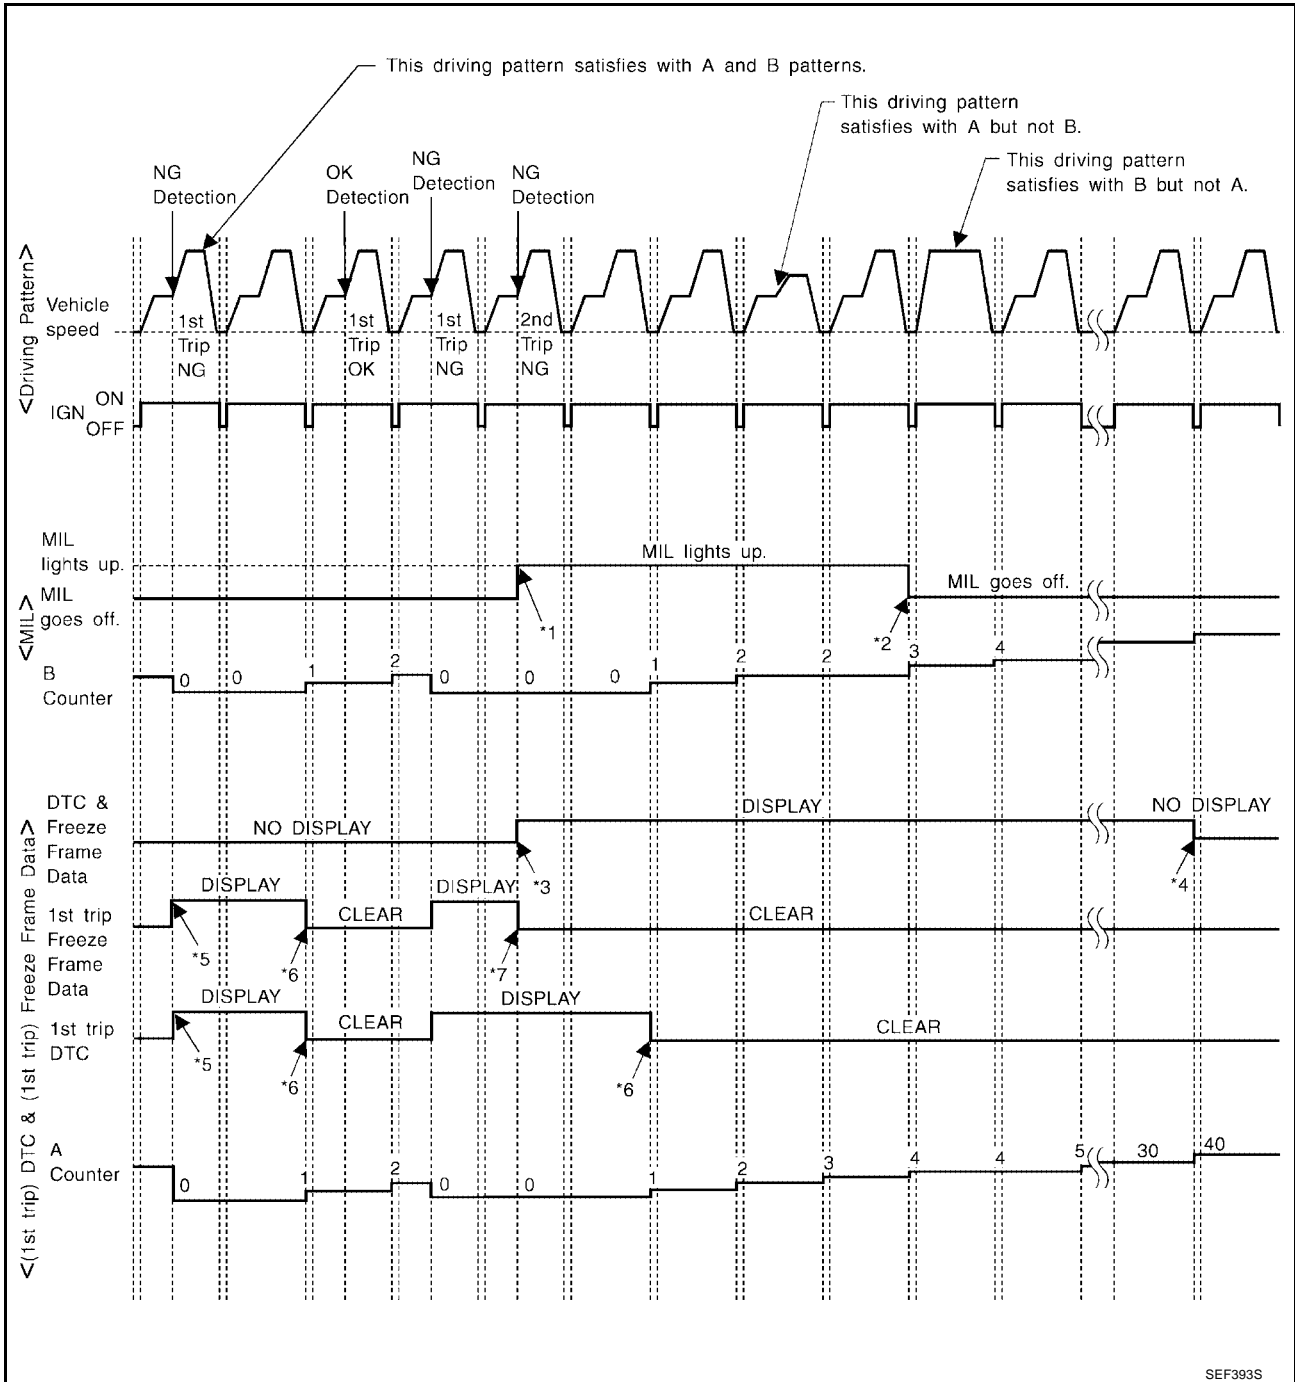 This driving pattern satisfies with A and B patterns.
This driving pattern
satisfies with A but not B.
This driving pattern
satisfies with B but not A.
NG
Detection
OK
Detection
NG
Detection
NG
Detection
<Driving Pattern>
Vehicle
speed
1st
Trip
NG
1st
Trip
OK
1st
Trip
NG
2nd
Trip
NG
IGN
ON
OFF
<MIL>
MIL
lights up.
MIL
goes off.
MIL lights up.
MIL goes off.
*1
*2
B
Counter
0 0 1 2 0 0 0 1 2 2 3 4
<(1st trip) DTC & (1st trip) Freeze Frame Data>
DTC &
Freeze
Frame
Data
NO DISPLAY
DISPLAY
NO DISPLAY
*3
*4
1st trip
Freeze
Frame
Data
DISPLAY
CLEAR
DISPLAY
CLEAR
*5
*6
*7
1st trip
DTC
DISPLAY
CLEAR
DISPLAY
CLEAR
*5
*6
*6
A
Counter
0 1 2 0 0 1 2 3 4 4 5 30 40
SEF393S